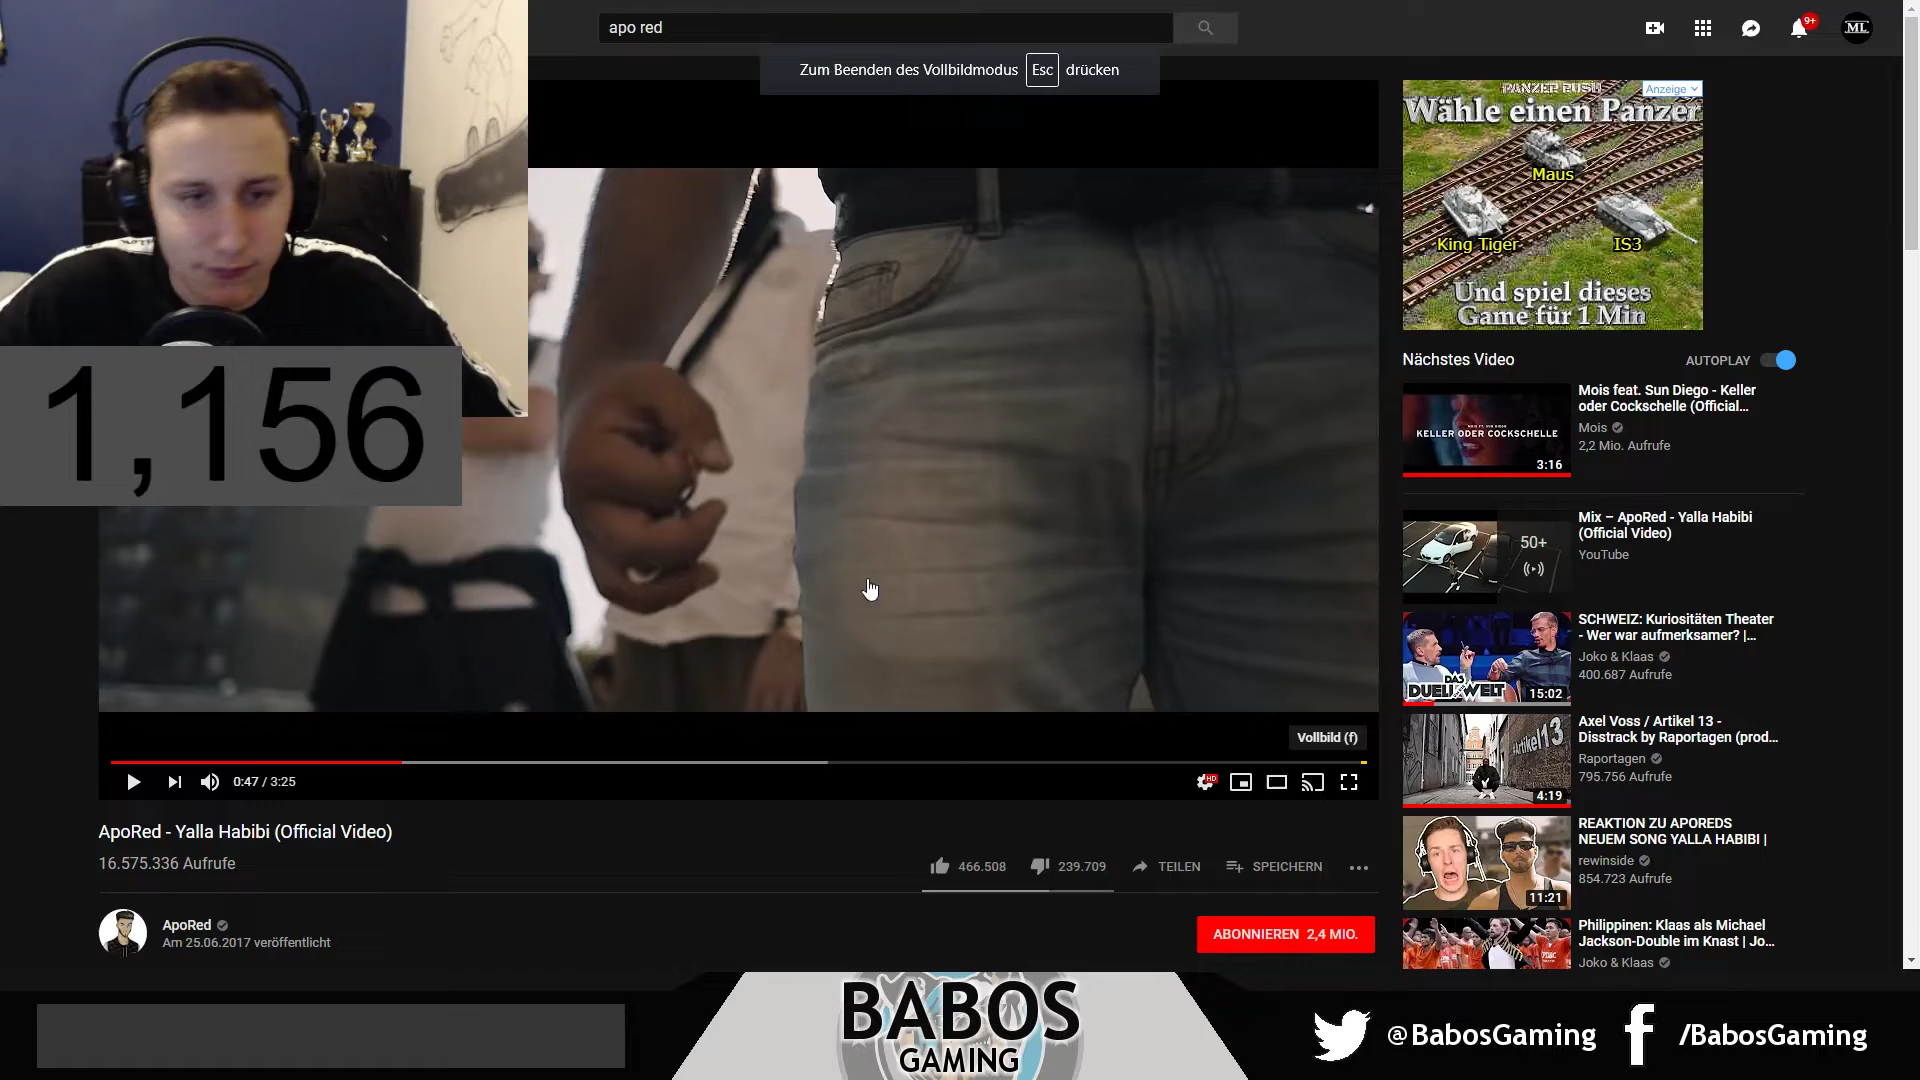 apo red
9+
ML
Zum Beenden des Vollbildmodus Esc drücken
PANZER RUSH
Anzeige
Wähle einen Panzer
Maus
King Tiger
IS3
Und spiel dieses
Game für 1 Min
1,156
Nächstes Video
AUTOPLAY
KELLER ODER COCKSCHELLE
3:16
Mois feat. Sun Diego - Keller
oder Cockschelle (Official...
Mois
2,2 Mio. Aufrufe
50+
Mix – ApoRed - Yalla Habibi
(Official Video)
YouTube
DAS
DUELL
WELT
15:02
SCHWEIZ: Kuriositäten Theater
- Wer war aufmerksamer? |...
Joko & Klaas
400.687 Aufrufe
Artikel 13
4:19
Axel Voss / Artikel 13 -
Disstrack by Raportagen (prod...
Raportagen
795.756 Aufrufe
11:21
REAKTION ZU APOREDS
NEUEM SONG YALLA HABIBI |
rewinside
854.723 Aufrufe
Philippinen: Klaas als Michael
Jackson-Double im Knast | Jo...
Joko & Klaas
Vollbild (f)
0:47 / 3:25
HD
ApoRed - Yalla Habibi (Official Video)
16.575.336 Aufrufe
466.508
239.709
TEILEN
SPEICHERN
ApoRed
Am 25.06.2017 veröffentlicht
ABONNIEREN 2,4 MIO.
BABOS
GAMING
@BabosGaming
/BabosGaming